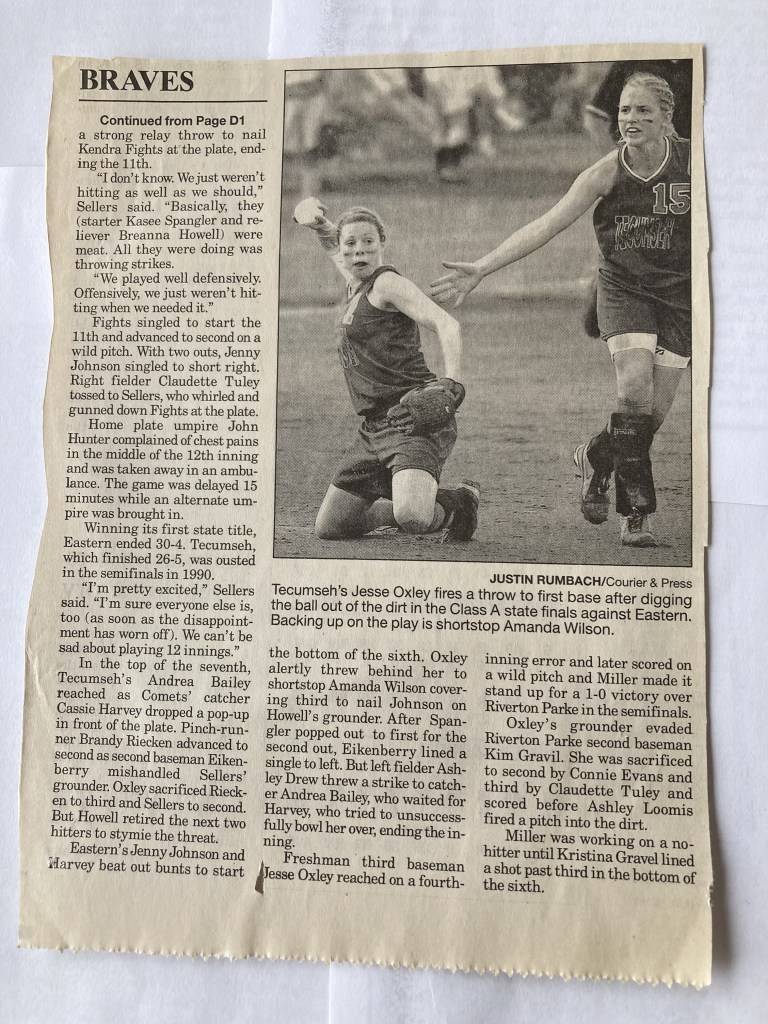 BRAVES
Continued from Page D1
a strong relay throw to nail
Kendra Fights at the plate, end-
ing the 11th.
"I don't know. We just weren't
hitting as well as we should,"
Sellers said. "Basically, they
(starter Kasee Spangler and re-
liever Breanna Howell) were
meat. All they were doing was
throwing strikes.
"We played well defensively.
Offensively, we just weren't hit-
ting when we needed it."
Fights singled to start the
11th and advanced to second on a
wild pitch. With two outs, Jenny
Johnson singled to short right.
Right fielder Claudette Tuley
tossed to Sellers, who whirled and
gunned down Fights at the plate.
Home plate umpire John
Hunter complained of chest pains
in the middle of the 12th inning
and was taken away in an ambu-
lance. The game was delayed 15
minutes while an alternate um-
pire was brought in.
Winning its first state title,
Eastern ended 30-4. Tecumseh,
which finished 26-5, was ousted
in the semifinals in 1990.
"I'm pretty excited," Sellers
said. "I'm sure everyone else is,
too (as soon as the disappoint-
ment has worn off). We can't be
sad about playing 12 innings."
In the top of the seventh,
Tecumseh's Andrea Bailey
reached as Comets' catcher
Cassie Harvey dropped a pop-up
in front of the plate. Pinch-run-
ner Brandy Riecken advanced to
second as second baseman Eiken-
berry mishandled Sellers'
grounder. Oxley sacrificed Rieck-
en to third and Sellers to second.
But Howell retired the next two
hitters to stymie the threat.
Eastern's Jenny Johnson and
Harvey beat out bunts to start
15
TECUMSEH
JUSTIN RUMBACH/Courier & Press
Tecumseh's Jesse Oxley fires a throw to first base after digging
the ball out of the dirt in the Class A state finals against Eastern.
Backing up on the play is shortstop Amanda Wilson.
the bottom of the sixth. Oxley
alertly threw behind her to
shortstop Amanda Wilson cover-
ing third to nail Johnson on
Howell's grounder. After Span-
gler popped out to first for the
second out, Eikenberry lined a
single to left. But left fielder Ash-
ley Drew threw a strike to catch-
er Andrea Bailey, who waited for
Harvey, who tried to unsuccess-
fully bowl her over, ending the in-
ning.
Freshman third baseman
Jesse Oxley reached on a fourth-
inning error and later scored on
a wild pitch and Miller made it
stand up for a 1-0 victory over
Riverton Parke in the semifinals.
Oxley's grounder evaded
Riverton Parke second baseman
Kim Gravil. She was sacrificed
to second by Connie Evans and
third by Claudette Tuley and
scored before Ashley Loomis
fired a pitch into the dirt.
Miller was working on a no-
hitter until Kristina Gravel lined
a shot past third in the bottom of
the sixth.